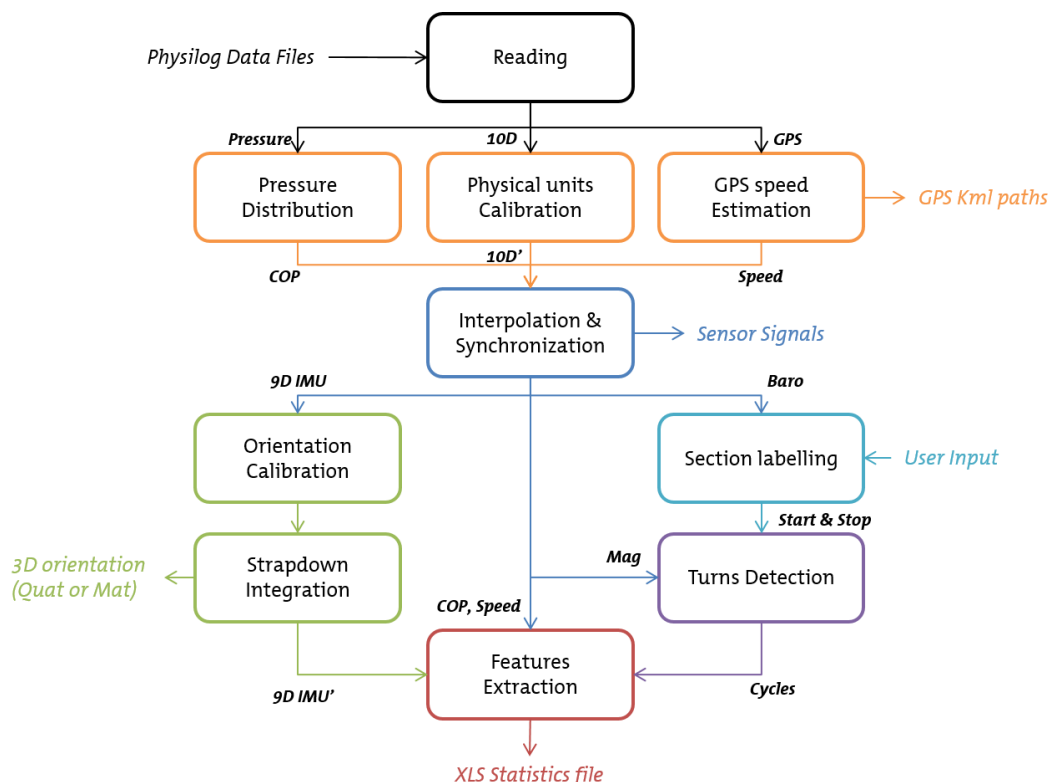 Physilog Data Files
Reading
Pressure
10D
GPS
Pressure
Distribution
Physical units
Calibration
GPS speed
Estimation
GPS Kml paths
COP
10D’
Speed
Interpolation &
Synchronization
Sensor Signals
9D IMU
Baro
Orientation
Calibration
Section labelling
User Input
Start & Stop
3D orientation
(Quat or Mat)
Strapdown
Integration
Mag
Turns Detection
COP, Speed
Features
Extraction
9D IMU’
Cycles
XLS Statistics file